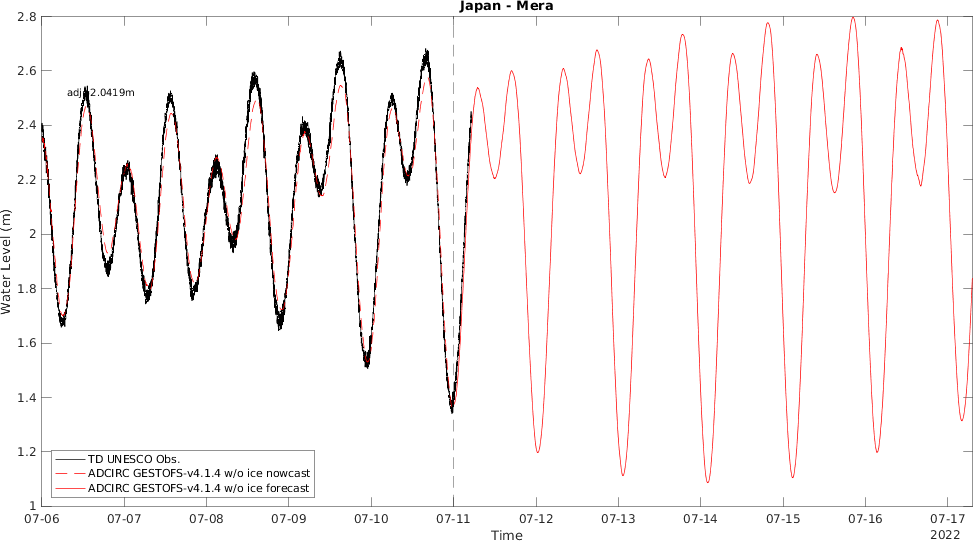 Japan - Mera
2.8
2.6
2.4
2.2
2
1.8
1.6
1.4
1.2
1
Water Level (m)
TD UNESCO Obs.
ADCIRC GESTOFS-v4.1.4 w/o ice nowcast
ADCIRC GESTOFS-v4.1.4 w/o ice forecast
07-06 07-07 07-08 07-09 07-10 07-11 07-12 07-13 07-14 07-15 07-16 07-17
Time 2022